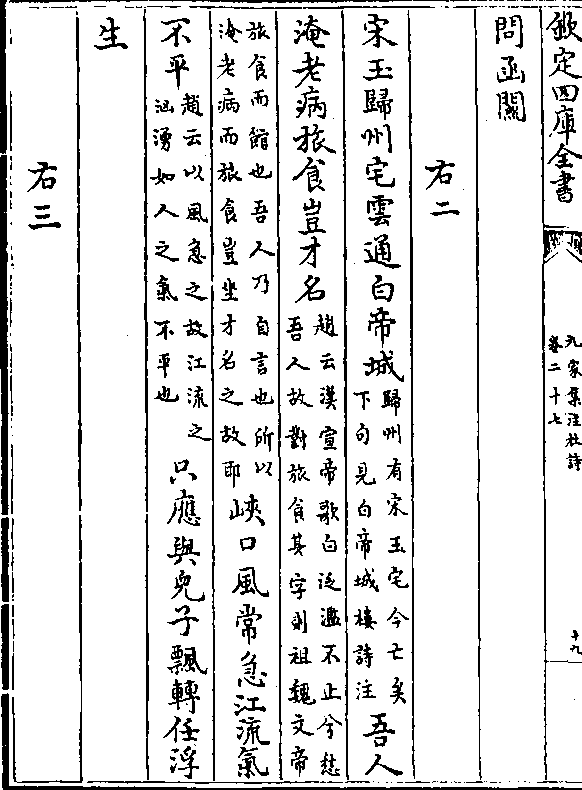 欽定四庫全書
九家集注杜詩
卷二十七
十九
問函關
右二
宋玉歸州宅雲通白帝城
歸州有宋玉宅今亡矣
下句見白帝城樓詩注
吾人
淹老病旅食豈才名
趙云漢宣帝歌白泛濫不止兮愁
吾人故對旅食其字則祖魏文帝
旅食而館也吾人乃自言也所以
淹老病而旅食豈坐才名之故耶
峽口風常急江流氣
不平
趙云以風急之故江流之
洶湧如人之氣不平也
只應與兒子飄轉任浮
生
右三